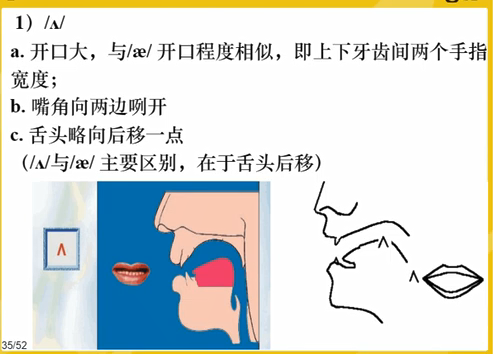 1）/ʌ/
a. 开口大，与/æ/ 开口程度相似，即上下牙齿间两个手指
宽度；
b. 嘴角向两边咧开
c. 舌头略向后移一点
（/ʌ/与/æ/ 主要区别，在于舌头后移）
ʌ
ʌ
ʌ
35/52